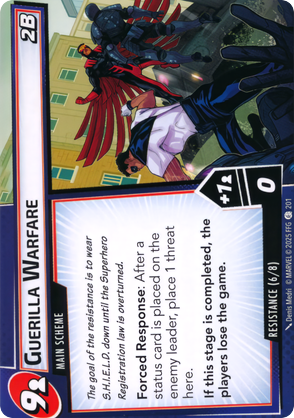 2B
GUERILLA WARFARE
MAIN SCHEME
9
The goal of the resistance is to wear
S.H.I.E.L.D. down until the Superhero
Registration law is overturned.
Forced Response: After a
status card is placed on the
enemy leader, place 1 threat
here.
If this stage is completed, the
players lose the game.
+1
0
RESISTANCE (6/8)
Denis Medri © MARVEL © 2025 FFG 201